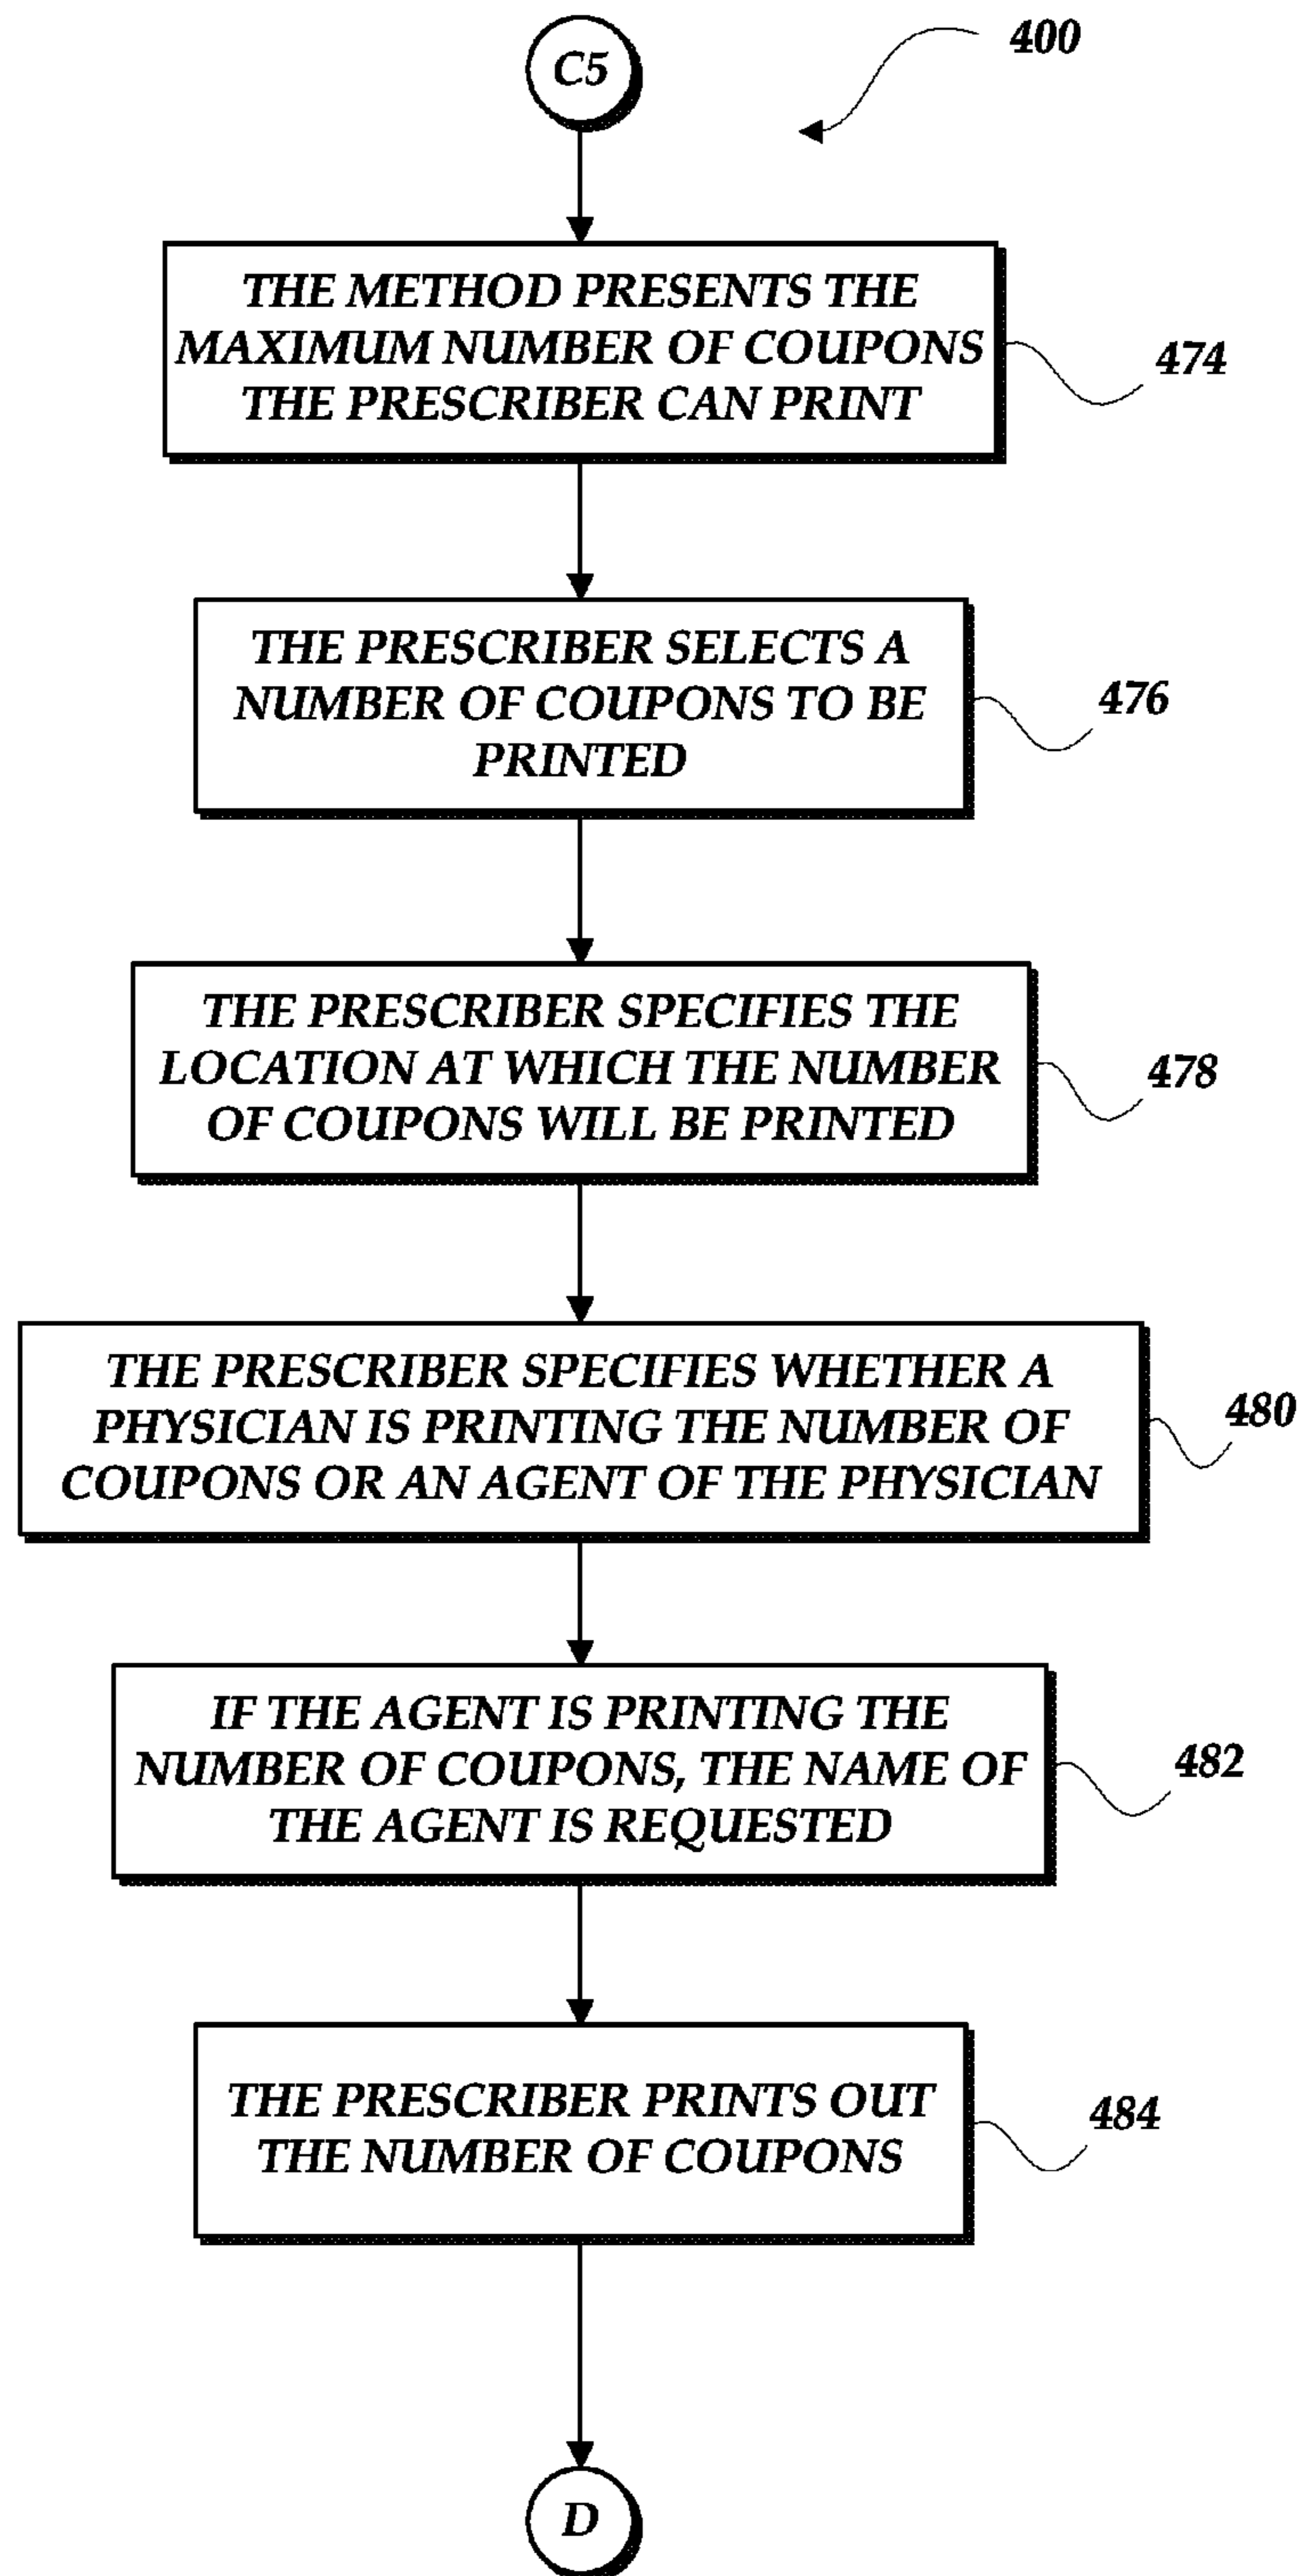 C5
400
THE METHOD PRESENTS THE
MAXIMUM NUMBER OF COUPONS
THE PRESCRIBER CAN PRINT
474
THE PRESCRIBER SELECTS A
NUMBER OF COUPONS TO BE
PRINTED
476
THE PRESCRIBER SPECIFIES THE
LOCATION AT WHICH THE NUMBER
OF COUPONS WILL BE PRINTED
478
THE PRESCRIBER SPECIFIES WHETHER A
PHYSICIAN IS PRINTING THE NUMBER OF
COUPONS OR AN AGENT OF THE PHYSICIAN
480
IF THE AGENT IS PRINTING THE
NUMBER OF COUPONS, THE NAME OF
THE AGENT IS REQUESTED
482
THE PRESCRIBER PRINTS OUT
THE NUMBER OF COUPONS
484
D